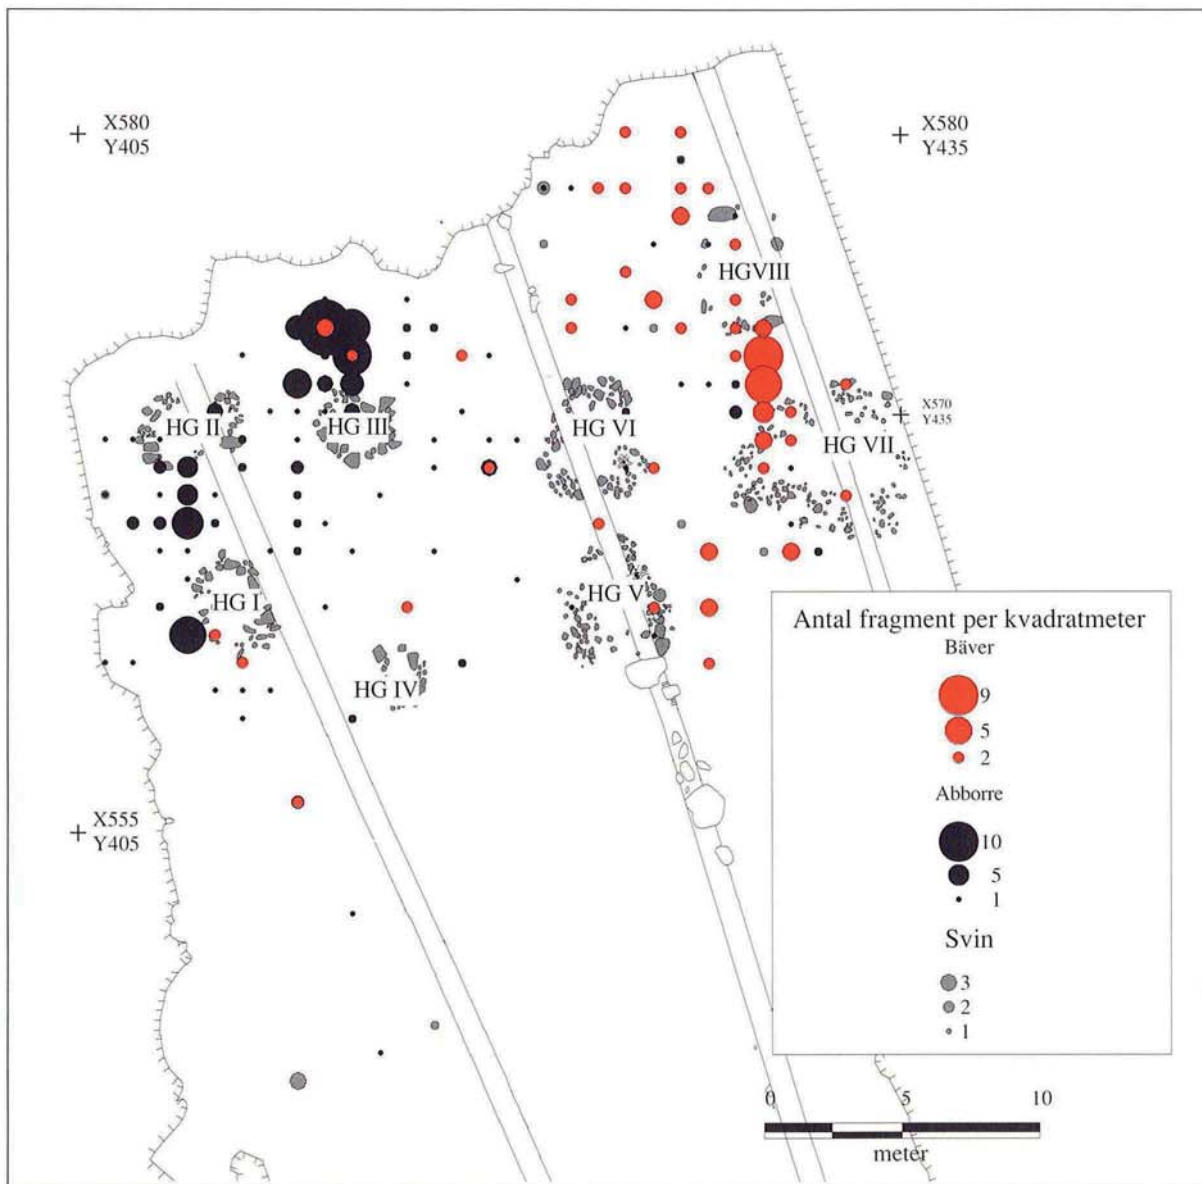 X580
Y405
X580
Y435
HGVIII
X570
Y435
HG II
HG III
HG VI
HG VII
HG I
HG V
HG IV
X555
Y405
Antal fragment per kvadratmeter
Bäver
9
5
2
Abborre
10
5
1
Svin
3
2
1
0 5 10
meter